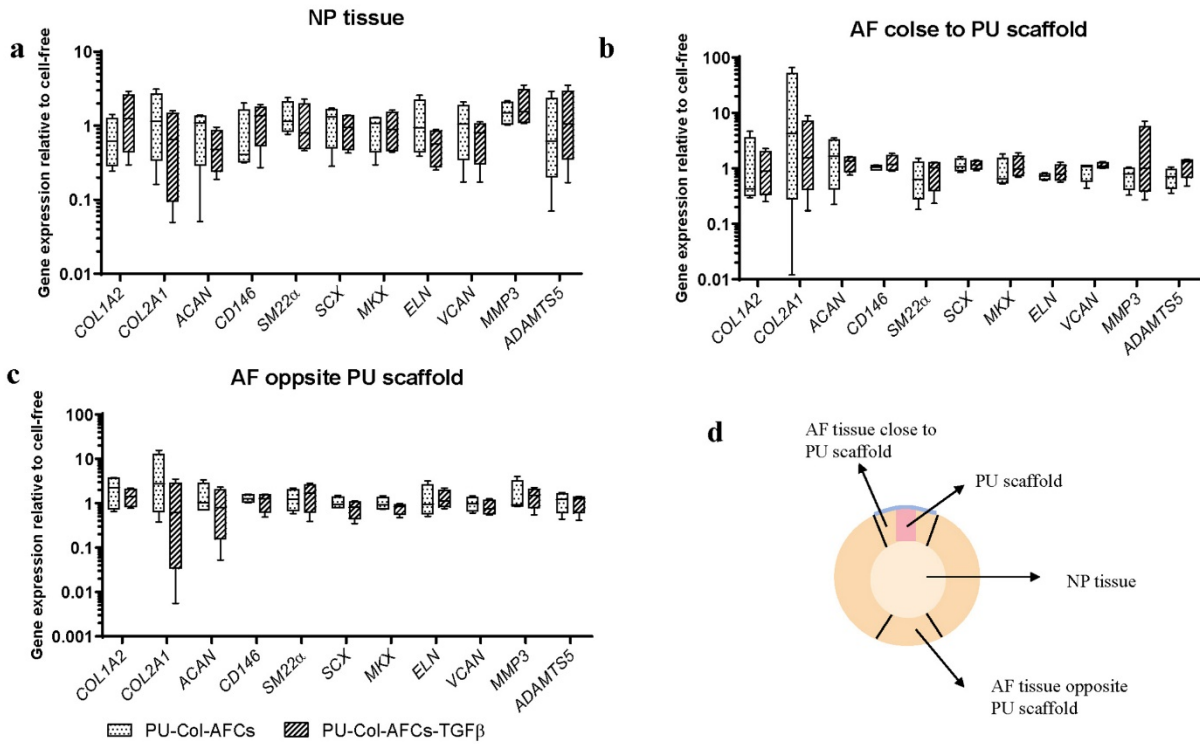 a
NP tissue
Gene expression relative to cell-free
10
1
0.1
0.01
COL1A2
COL2A1
ACAN
CD146
SM22α
SCX
MKX
ELN
VCAN
MMP3
ADAMTS5
b
AF colse to PU scaffold
Gene expression relative to cell-free
100
10
1
0.1
0.01
COL1A2
COL2A1
ACAN
CD146
SM22α
SCX
MKX
ELN
VCAN
MMP3
ADAMTS5
c
AF oppsite PU scaffold
Gene expression relative to cell-free
100
10
1
0.1
0.01
0.001
COL1A2
COL2A1
ACAN
CD146
SM22α
SCX
MKX
ELN
VCAN
MMP3
ADAMTS5
PU-Col-AFCs
PU-Col-AFCs-TGFβ
d
AF tissue close to
PU scaffold
PU scaffold
NP tissue
AF tissue opposite
PU scaffold